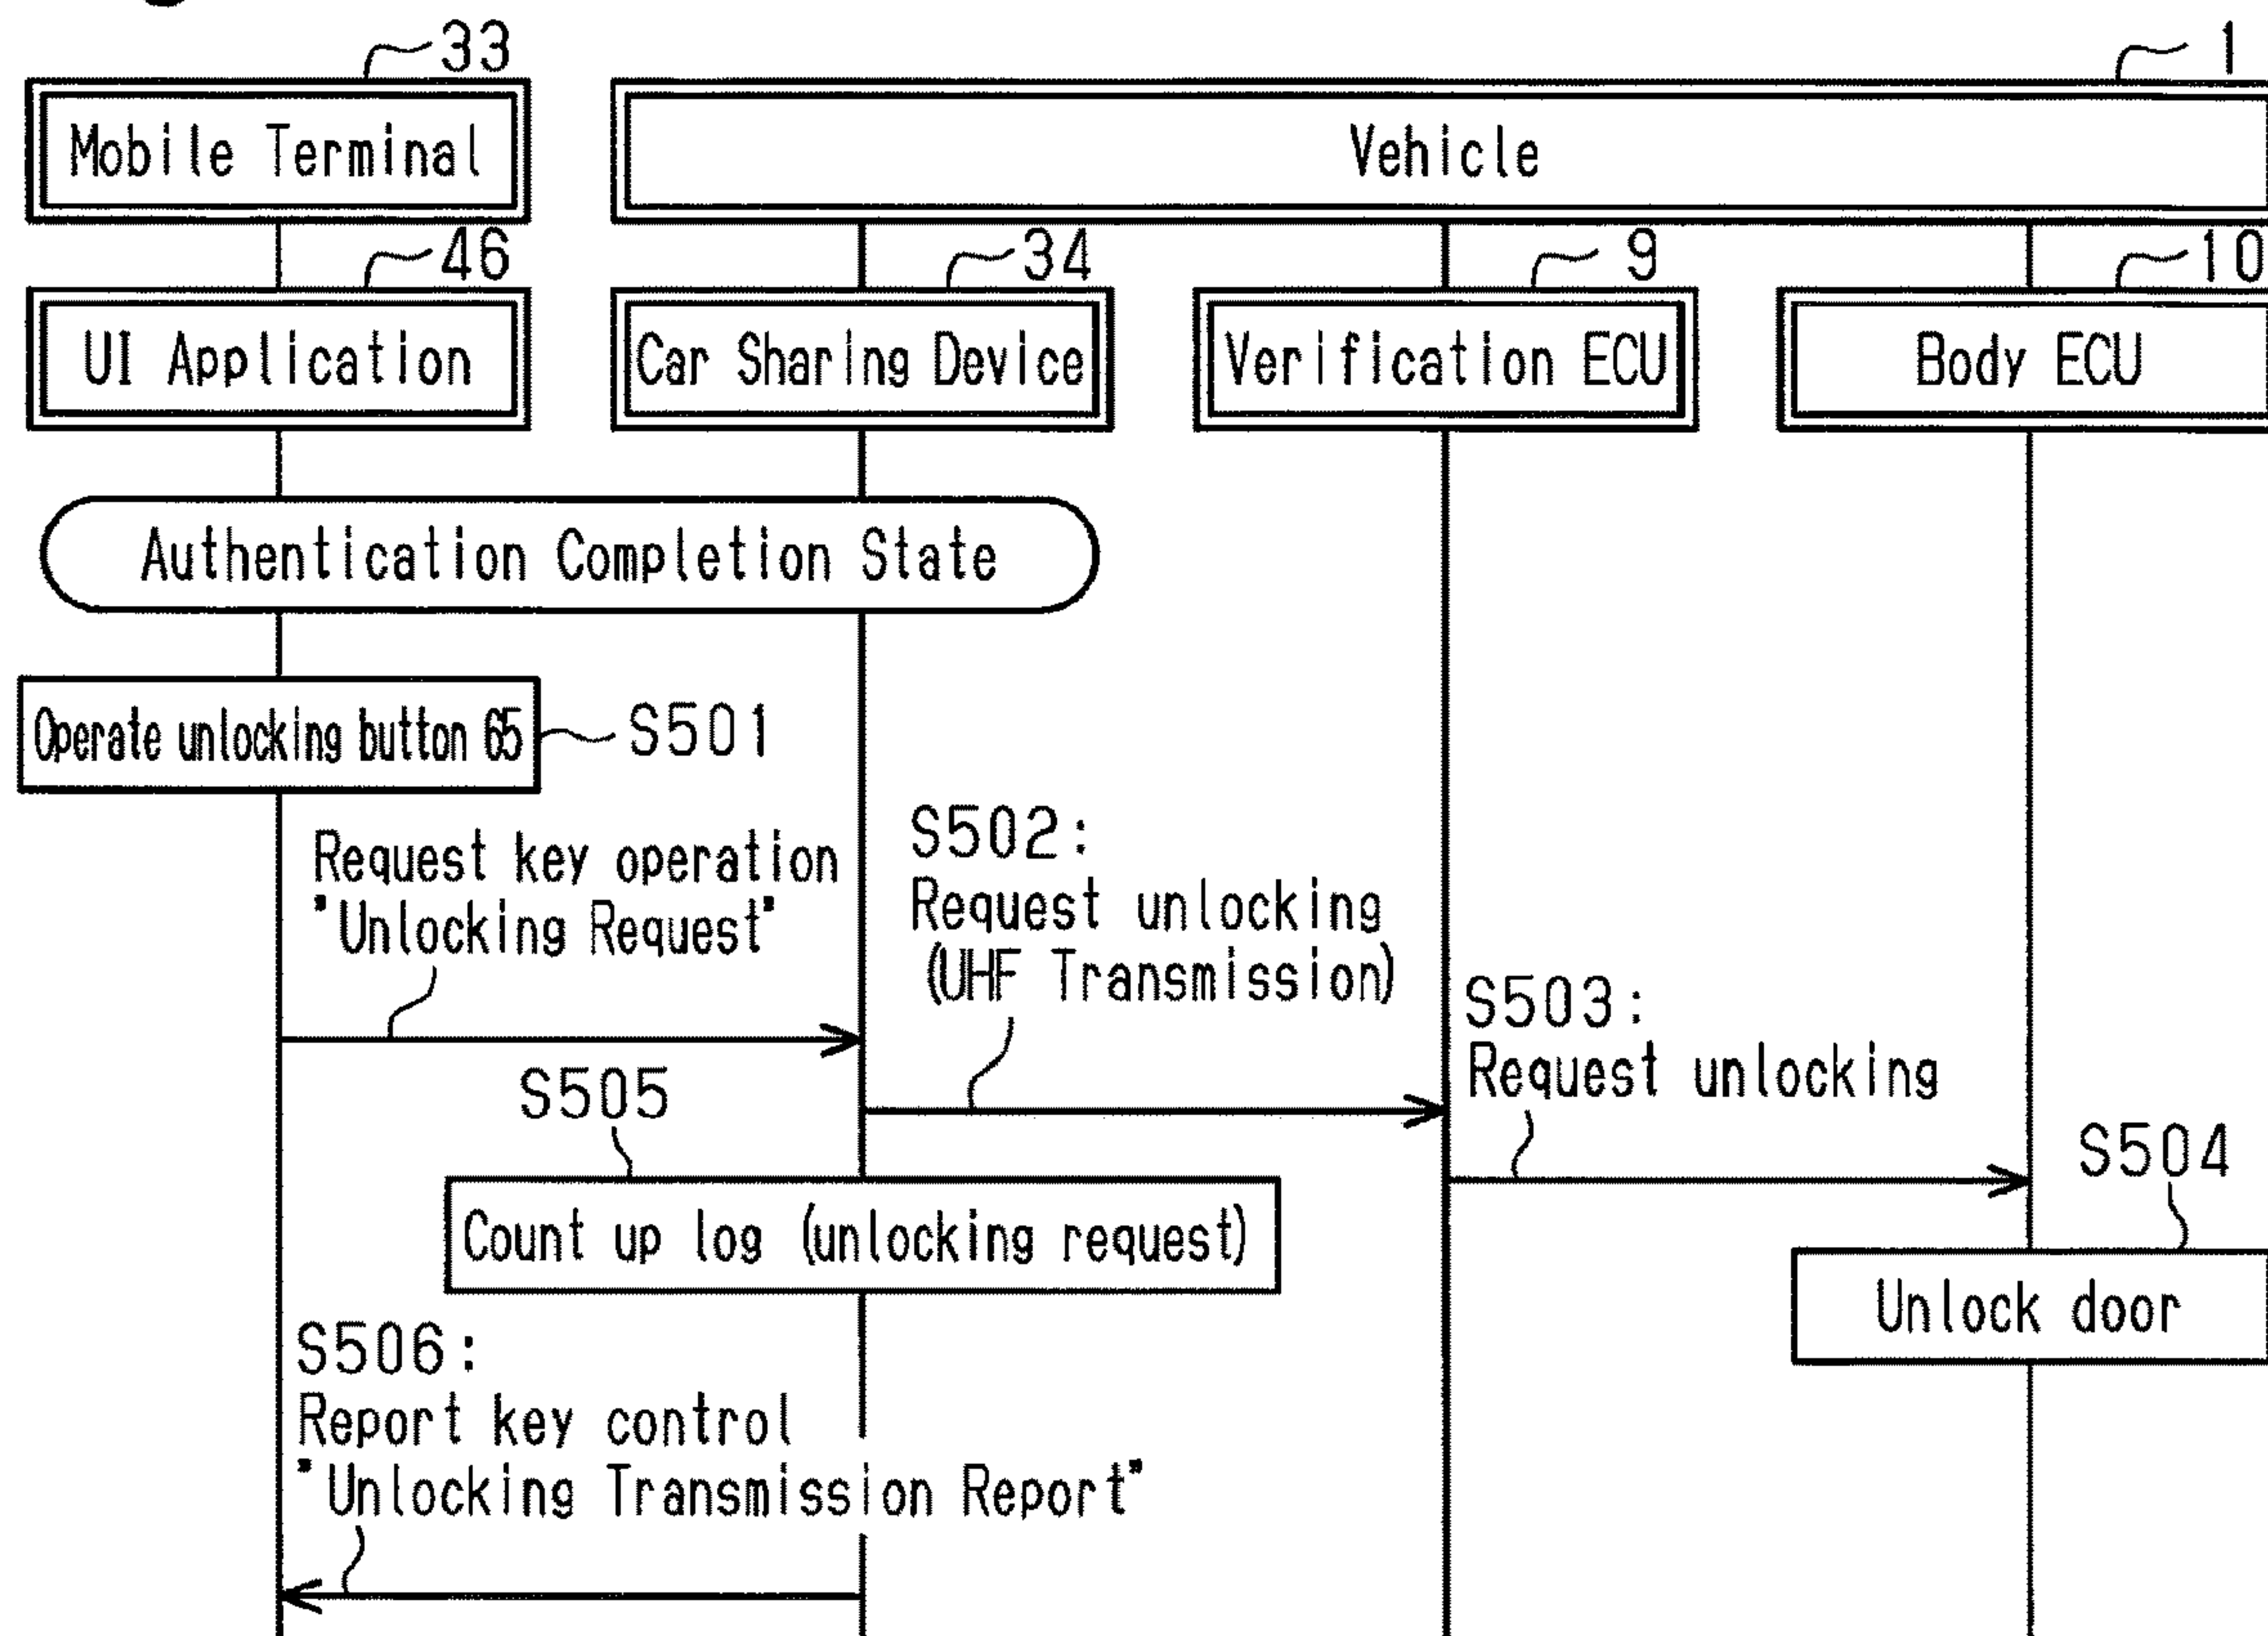 33
1
Mobile Terminal
Vehicle
46
34
9
10
UI Application
Car Sharing Device
Verification ECU
Body ECU
Authentication Completion State
Operate unlocking button 65
S501
Request key operation
"Unlocking Request"
S502:
Request unlocking
(UHF Transmission)
S503:
Request unlocking
S505
Count up log (unlocking request)
S504
Unlock door
S506:
Report key control
"Unlocking Transmission Report"